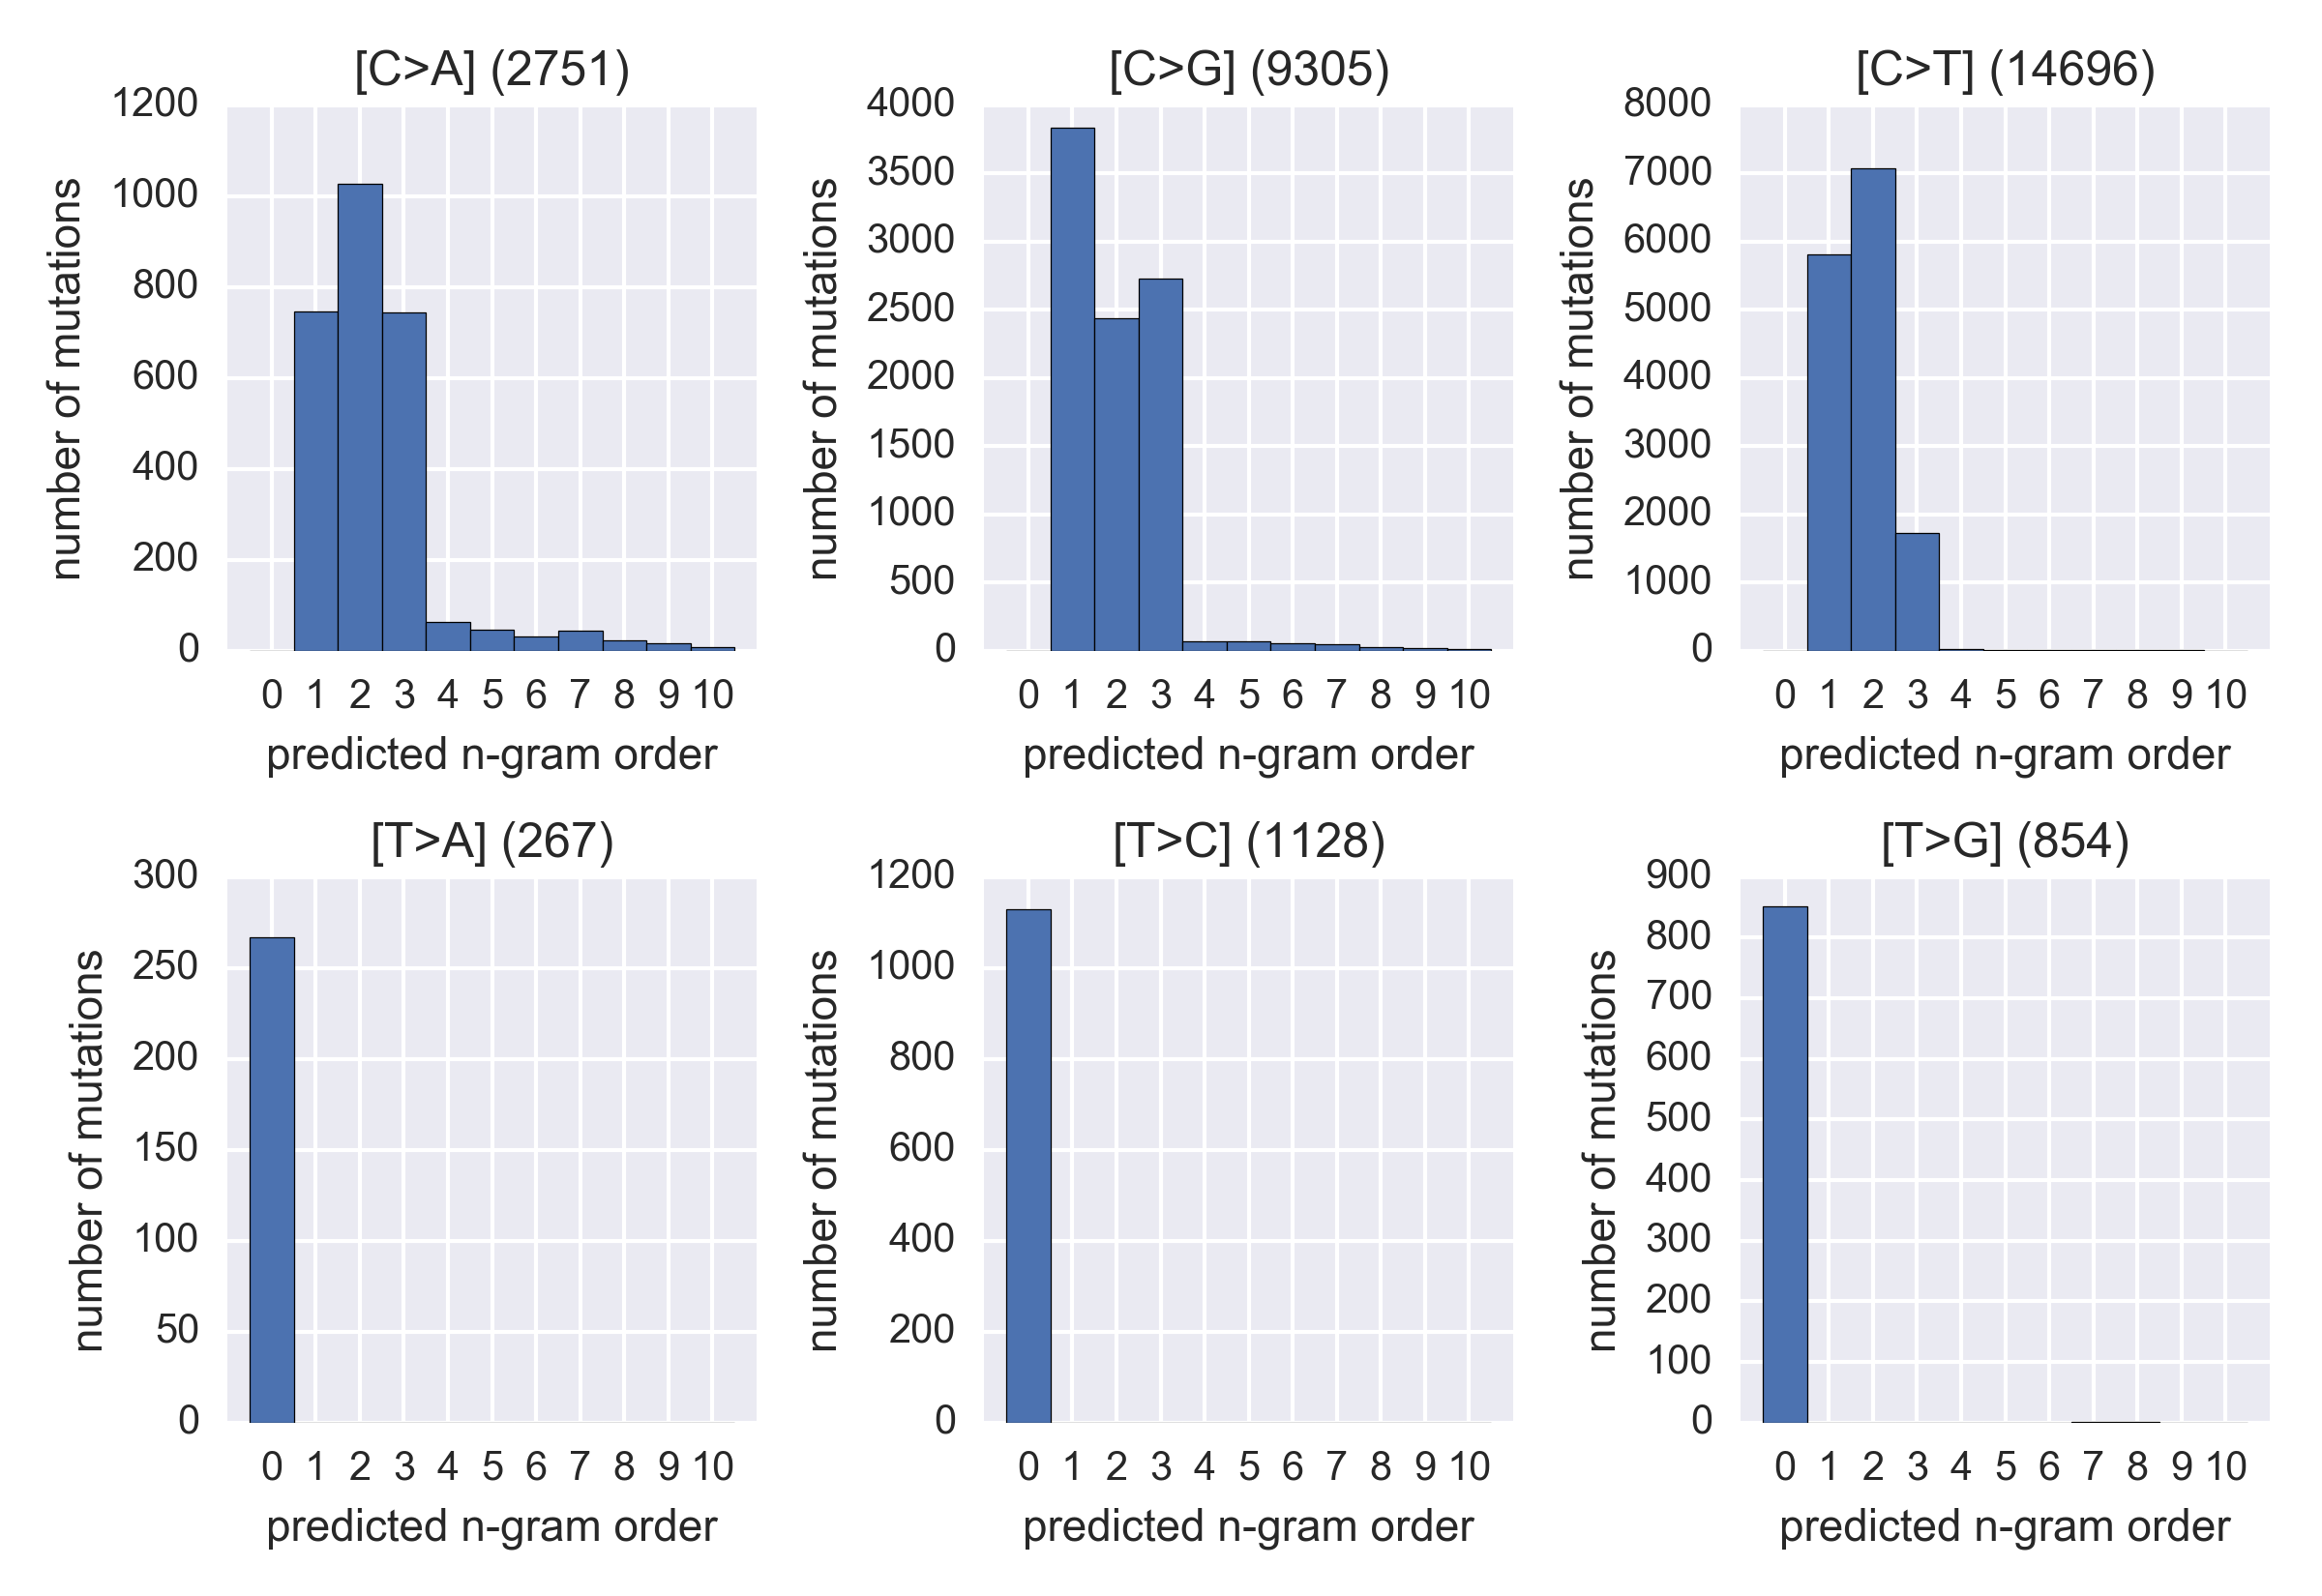 [C>A] (2751)
1200
1000
800
600
400
200
0
number of mutations
0 1 2 3 4 5 6 7 8 9 10
predicted n-gram order
[C>G] (9305)
4000
3500
3000
2500
2000
1500
1000
500
0
number of mutations
0 1 2 3 4 5 6 7 8 9 10
predicted n-gram order
[C>T] (14696)
8000
7000
6000
5000
4000
3000
2000
1000
0
number of mutations
0 1 2 3 4 5 6 7 8 9 10
predicted n-gram order
[T>A] (267)
300
250
200
150
100
50
0
number of mutations
0 1 2 3 4 5 6 7 8 9 10
predicted n-gram order
[T>C] (1128)
1200
1000
800
600
400
200
0
number of mutations
0 1 2 3 4 5 6 7 8 9 10
predicted n-gram order
[T>G] (854)
900
800
700
600
500
400
300
200
100
0
number of mutations
0 1 2 3 4 5 6 7 8 9 10
predicted n-gram order